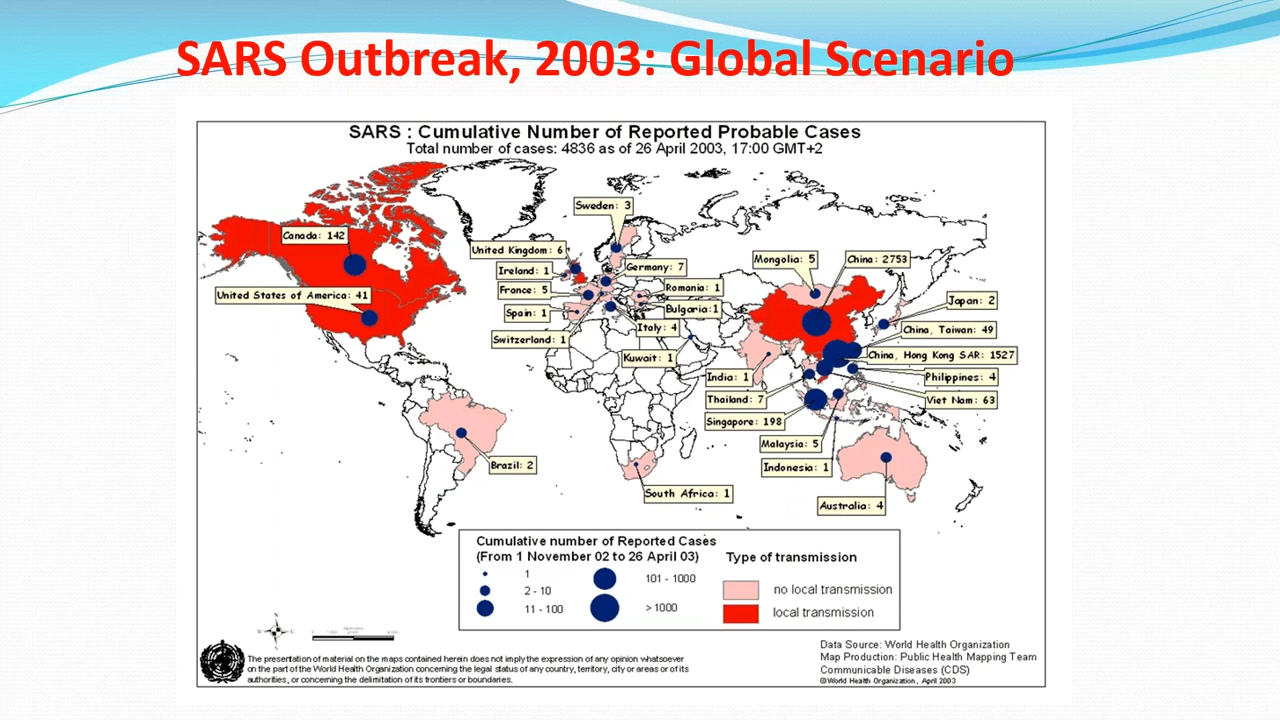 SARS Outbreak, 2003: Global Scenario
SARS : Cumulative Number of Reported Probable Cases
Total number of cases: 4836 as of 26 April 2003, 17:00 GMT+2
Sweden: 3
Canada: 142
United Kingdom: 6
Mongolia: 5
China: 2753
Ireland: 1
Germany: 7
United States of America: 41
France: 5
Romania: 1
Japan: 2
Spain: 1
Bulgaria:1
Italy: 4
China, Taiwan: 49
Switzerland: 1
Kuwait: 1
China, Hong Kong SAR: 1527
India: 1
Philippines: 4
Thailand: 7
Viet Nam: 63
Singapore: 198
Malaysia: 5
Brazil: 2
Indonesia: 1
South Africa: 1
Australia: 4
Cumulative number of Reported Cases
(From 1 November 02 to 26 April 03)
1
2 - 10
11 - 100
101 - 1000
> 1000
Type of transmission
no local transmission
local transmission
W E
The presentation of material on the maps contained herein does not imply the expression of any opinion whatsoever
on the part of the World Health Organization concerning the legal status of any country, territory, city or areas or of its
authorities, or concerning the delimitation of its frontiers or boundaries.
Data Source: World Health Organization
Map Production: Public Health Mapping Team
Communicable Diseases (CDS)
©World Health Organization, April 2003